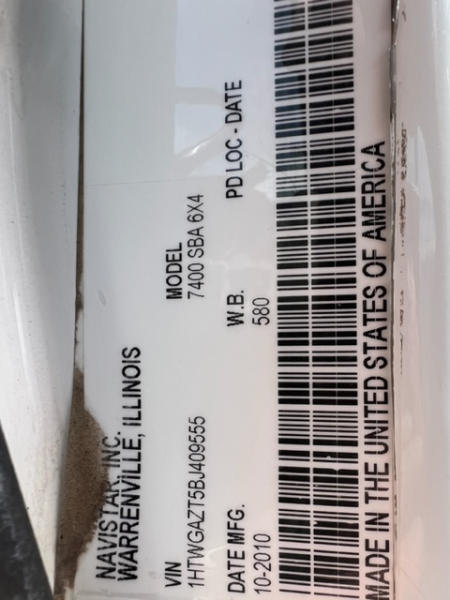 NAVISTAR, INC.
WARRENVILLE, ILLINOIS
VIN MODEL
1HTWGAZT5BJ409555 7400 SBA 6X4
DATE MFG. W.B. PD LOC - DATE
10-2010 580
MADE IN THE UNITED STATES OF AMERICA